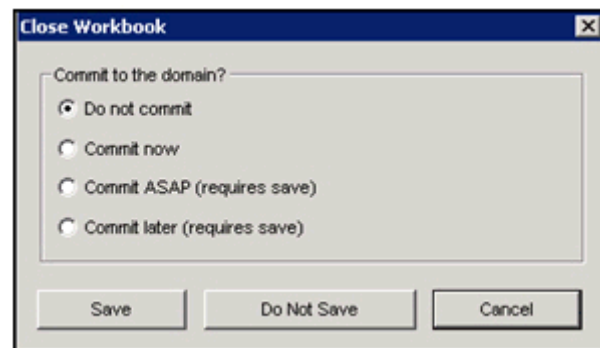 Close Workbook
Commit to the domain?
Do not commit
Commit now
Commit ASAP (requires save)
Commit later (requires save)
Save Do Not Save Cancel